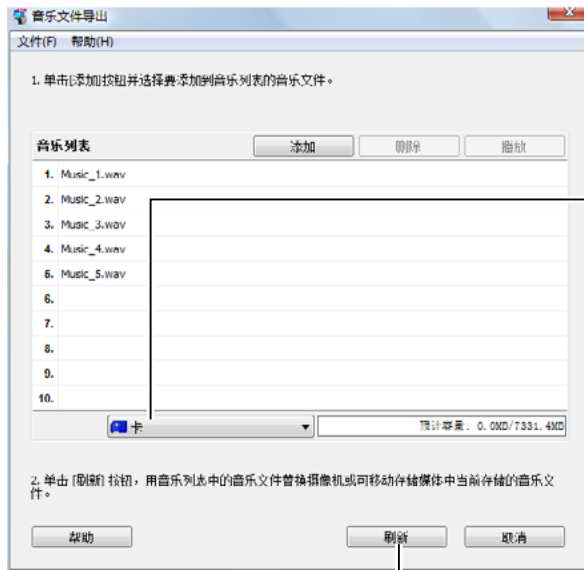 音乐文件导出
文件(F) 帮助(H)
1. 单击[添加]按钮并选择要添加到音乐列表的音乐文件。
音乐列表 添加 删除 播放
1. Music_1.wav
2. Music_2.wav
3. Music_3.wav
4. Music_4.wav
5. Music_5.wav
6.
7.
8.
9.
10.
卡 预计容量: 0.0MB/7331.4MB
2. 单击 [刷新] 按钮，用音乐列表中的音乐文件替换摄像机或可移动存储媒体中当前存储的音乐文
件。
帮助 刷新 取消